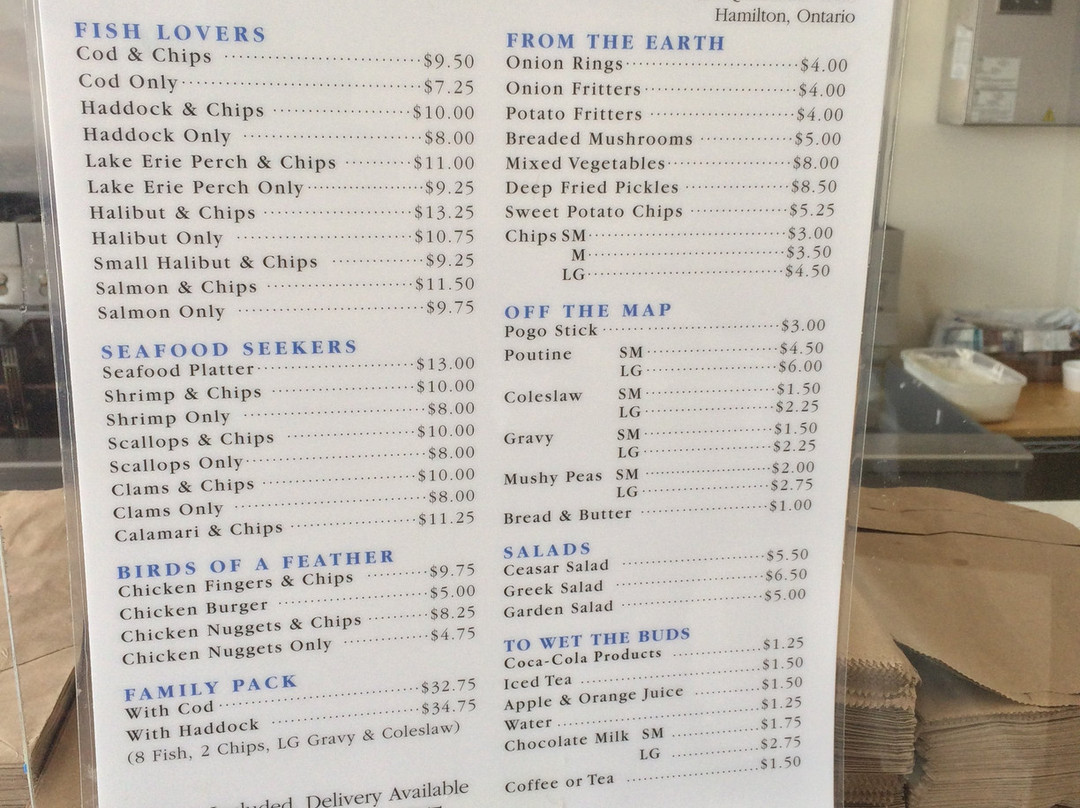 Hamilton, Ontario
FISH LOVERS
Cod & Chips $9.50
Cod Only $7.25
Haddock & Chips $10.00
Haddock Only $8.00
Lake Erie Perch & Chips $11.00
Lake Erie Perch Only $9.25
Halibut & Chips $13.25
Halibut Only $10.75
Small Halibut & Chips $9.25
Salmon & Chips $11.50
Salmon Only $9.75
SEAFOOD SEEKERS
Seafood Platter $13.00
Shrimp & Chips $10.00
Shrimp Only $8.00
Scallops & Chips $10.00
Scallops Only $8.00
Clams & Chips $10.00
Clams Only $8.00
Calamari & Chips $11.25
BIRDS OF A FEATHER
Chicken Fingers & Chips $9.75
Chicken Burger $5.00
Chicken Nuggets & Chips $8.25
Chicken Nuggets Only $4.75
FAMILY PACK
With Cod $32.75
With Haddock $34.75
(8 Fish, 2 Chips, LG Gravy & Coleslaw)
Included, Delivery Available
FROM THE EARTH
Onion Rings $4.00
Onion Fritters $4.00
Potato Fritters $4.00
Breaded Mushrooms $5.00
Mixed Vegetables $8.00
Deep Fried Pickles $8.50
Sweet Potato Chips $5.25
Chips SM $3.00
M $3.50
LG $4.50
OFF THE MAP
Pogo Stick $3.00
Poutine SM $4.50
LG $6.00
Coleslaw SM $1.50
LG $2.25
Gravy SM $1.50
LG $2.25
Mushy Peas SM $2.00
LG $2.75
Bread & Butter $1.00
SALADS
Ceasar Salad $5.50
Greek Salad $6.50
Garden Salad $5.00
TO WET THE BUDS
Coca-Cola Products $1.25
Iced Tea $1.50
Apple & Orange Juice $1.50
Water $1.25
Chocolate Milk SM $1.75
LG $2.75
Coffee or Tea $1.50